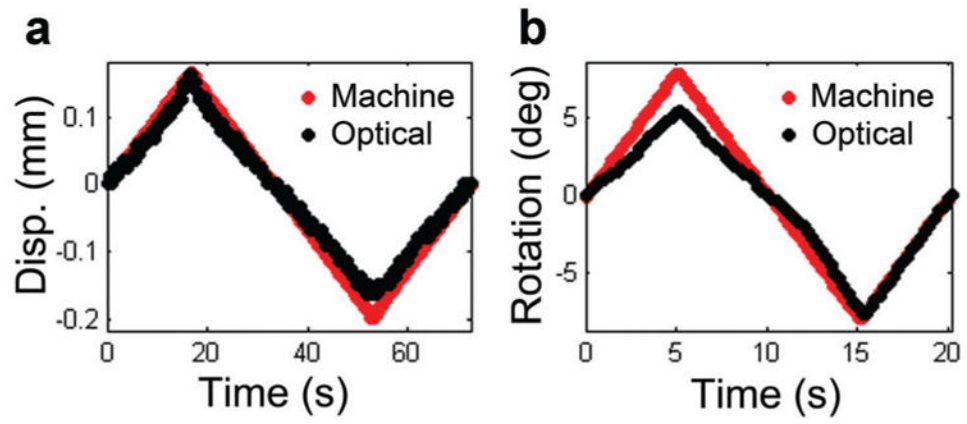 a
Disp. (mm)
0.1
0
-0.1
-0.2
Machine
Optical
0
20
40
60
Time (s)
b
Rotation (deg)
5
0
-5
Machine
Optical
0
5
10
15
20
Time (s)